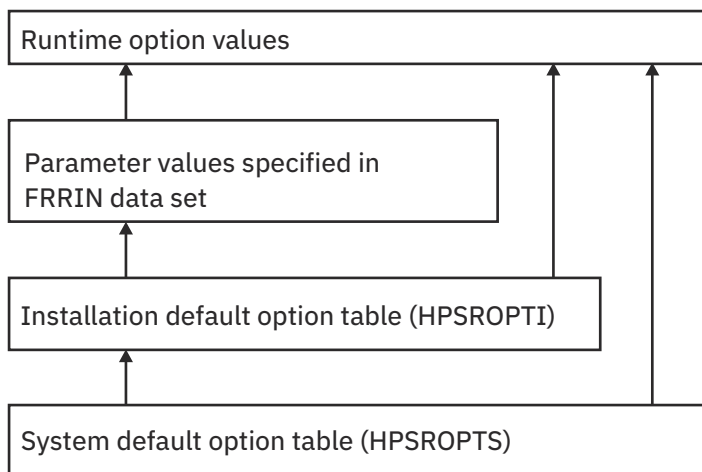 Runtime option values
Parameter values specified in
FRRIN data set
Installation default option table (HPSROPTI)
System default option table (HPSROPTS)